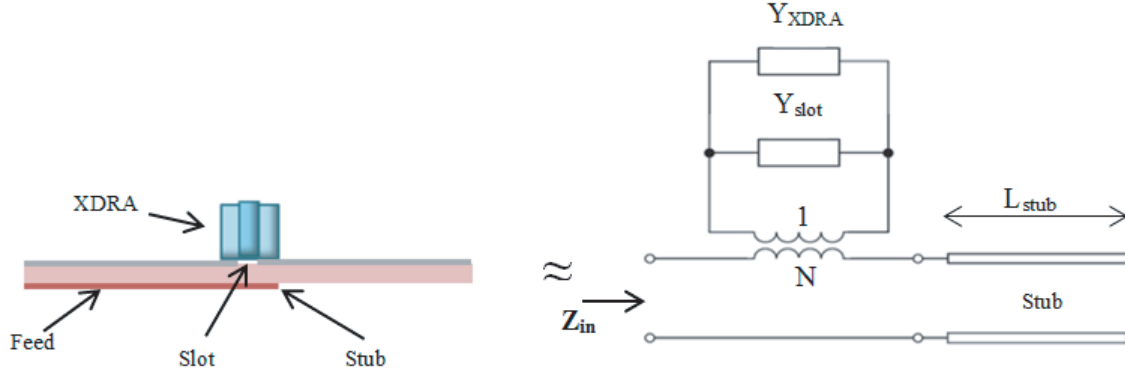 XDRA
Feed
Slot
Stub
≈
Y_XDRA
Y_slot
1
N
L_stub
Z_in
Stub